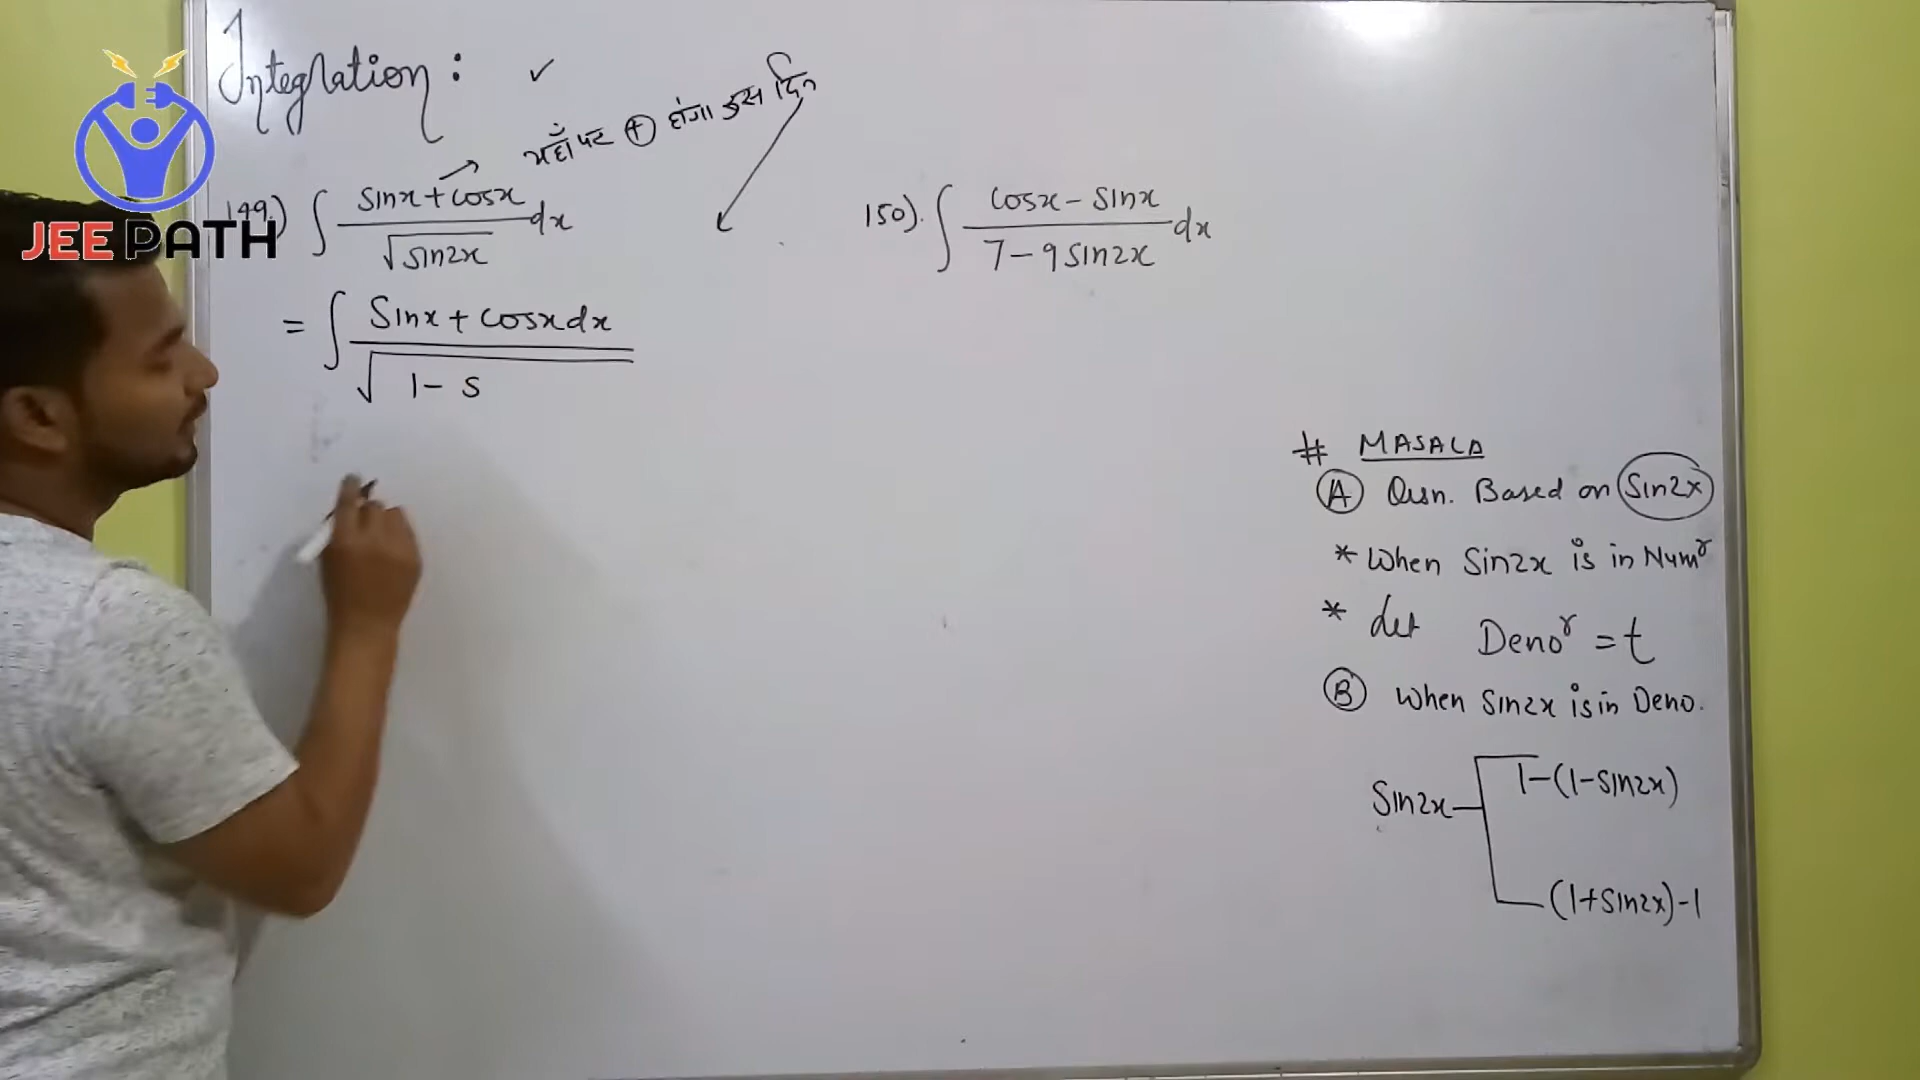 Integration : ✓
यहाँ पर ⊕ होगा उस दिन
149.) ∫ (sinx+cosx)/(√sin2x) dx
= ∫ (Sinx + cosx dx)/(√ 1 - s)
150). ∫ (cosx - sinx)/(7-9sin2x) dx
# MASALA
Ⓐ Qusn. Based on Sin2x
* When Sin2x is in Numʳ
* Let Denoʳ = t
Ⓑ When Sin2x is in Deno.
Sin2x
1-(1-sin2x)
(1+sin2x)-1
JEE PATH